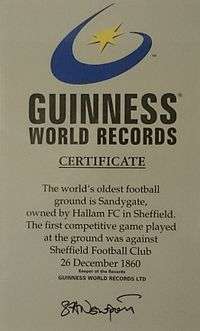 GUINNESS®
WORLD RECORDS
CERTIFICATE
The world's oldest football
ground is Sandygate,
owned by Hallam FC in Sheffield.
The first competitive game played
at the ground was against
Sheffield Football Club
26 December 1860
Keeper of the Records
GUINNESS WORLD RECORDS LTD